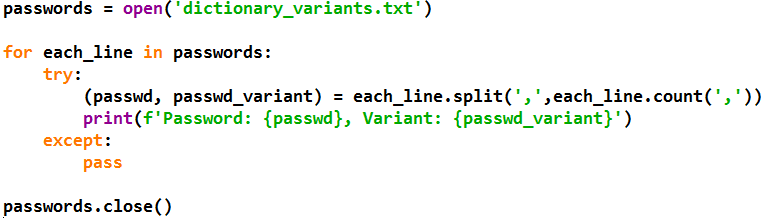 passwords = open('dictionary_variants.txt')
for each_line in passwords:
    try:
        (passwd, passwd_variant) = each_line.split(',',each_line.count(','))
        print(f'Password: {passwd}, Variant: {passwd_variant}')
    except:
        pass
passwords.close()